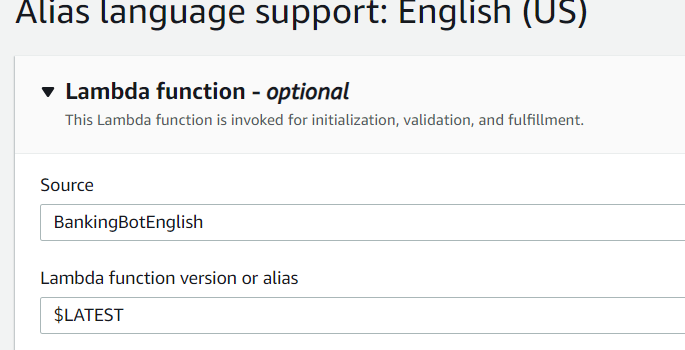 Alias language support: English (US)
Lambda function - optional
This Lambda function is invoked for initialization, validation, and fulfillment.
Source
BankingBotEnglish
Lambda function version or alias
$LATEST